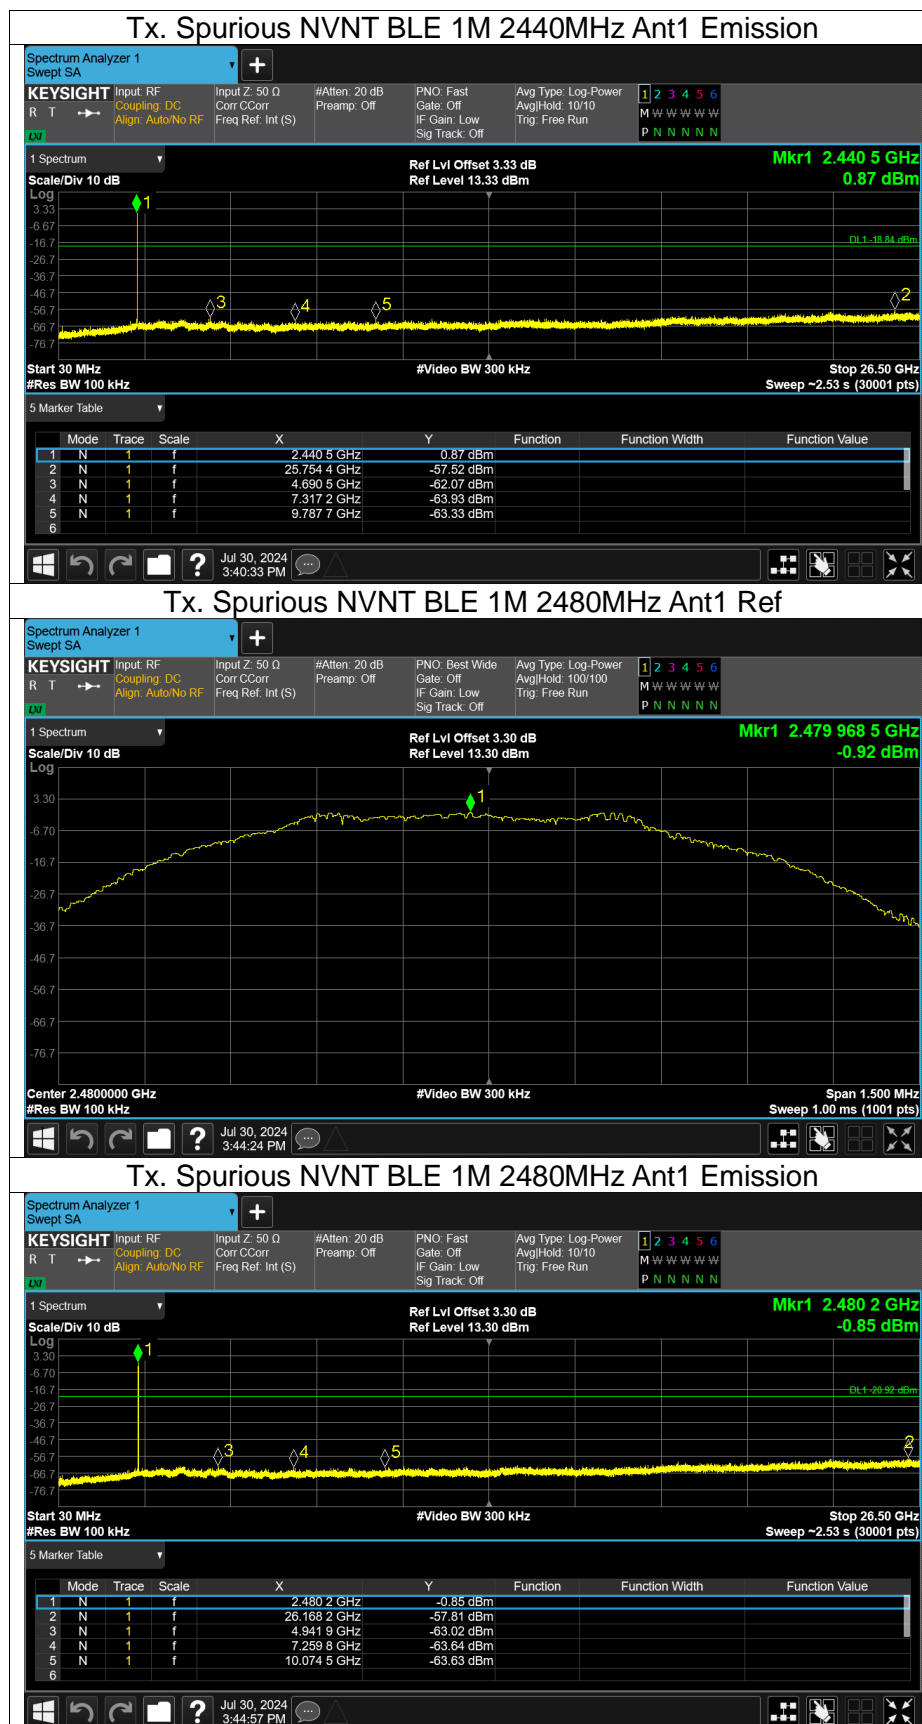 Tx. Spurious NVNT BLE 1M 2440MHz Ant1 Emission
Spectrum Analyzer 1
Swept SA
KEYSIGHT Input: RF Input Z: 50 Ω #Atten: 20 dB PNO: Fast Avg Type: Log-Power 1 2 3 4 5 6
R T Coupling: DC Corr CCorr Preamp: Off Gate: Off Avg|Hold: 10/10 M W W W W W
Align: Auto/No RF Freq Ref: Int (S) IF Gain: Low Trig: Free Run
LXI Sig Track: Off P N N N N N
1 Spectrum Ref Lvl Offset 3.33 dB Mkr1 2.440 5 GHz
Scale/Div 10 dB Ref Level 13.33 dBm 0.87 dBm
Log
1
3.33
-6.67
-16.7 DL1 -18.84 dBm
-26.7
-36.7
-46.7
3 4 5 2
-56.7
-66.7
-76.7
Start 30 MHz #Video BW 300 kHz Stop 26.50 GHz
#Res BW 100 kHz Sweep ~2.53 s (30001 pts)
5 Marker Table
Mode Trace Scale X Y Function Function Width Function Value
1 N 1 f 2.440 5 GHz 0.87 dBm
2 N 1 f 25.754 4 GHz -57.52 dBm
3 N 1 f 4.690 5 GHz -62.07 dBm
4 N 1 f 7.317 2 GHz -63.93 dBm
5 N 1 f 9.787 7 GHz -63.33 dBm
6
? Jul 30, 2024
3:40:33 PM
Tx. Spurious NVNT BLE 1M 2480MHz Ant1 Ref
Spectrum Analyzer 1
Swept SA
KEYSIGHT Input: RF Input Z: 50 Ω #Atten: 20 dB PNO: Best Wide Avg Type: Log-Power 1 2 3 4 5 6
R T Coupling: DC Corr CCorr Preamp: Off Gate: Off Avg|Hold: 100/100 M W W W W W
Align: Auto/No RF Freq Ref: Int (S) IF Gain: Low Trig: Free Run
LXI Sig Track: Off P N N N N N
1 Spectrum Ref Lvl Offset 3.30 dB Mkr1 2.479 968 5 GHz
Scale/Div 10 dB Ref Level 13.30 dBm -0.92 dBm
Log
3.30 1
-6.70
-16.7
-26.7
-36.7
-46.7
-56.7
-66.7
-76.7
Center 2.4800000 GHz #Video BW 300 kHz Span 1.500 MHz
#Res BW 100 kHz Sweep 1.00 ms (1001 pts)
? Jul 30, 2024
3:44:24 PM
Tx. Spurious NVNT BLE 1M 2480MHz Ant1 Emission
Spectrum Analyzer 1
Swept SA
KEYSIGHT Input: RF Input Z: 50 Ω #Atten: 20 dB PNO: Fast Avg Type: Log-Power 1 2 3 4 5 6
R T Coupling: DC Corr CCorr Preamp: Off Gate: Off Avg|Hold: 10/10 M W W W W W
Align: Auto/No RF Freq Ref: Int (S) IF Gain: Low Trig: Free Run
LXI Sig Track: Off P N N N N N
1 Spectrum Ref Lvl Offset 3.30 dB Mkr1 2.480 2 GHz
Scale/Div 10 dB Ref Level 13.30 dBm -0.85 dBm
Log
1
3.30
-6.70
-16.7 DL1 -20.92 dBm
-26.7
-36.7
-46.7
3 4 5 2
-56.7
-66.7
-76.7
Start 30 MHz #Video BW 300 kHz Stop 26.50 GHz
#Res BW 100 kHz Sweep ~2.53 s (30001 pts)
5 Marker Table
Mode Trace Scale X Y Function Function Width Function Value
1 N 1 f 2.480 2 GHz -0.85 dBm
2 N 1 f 26.168 2 GHz -57.81 dBm
3 N 1 f 4.941 9 GHz -63.02 dBm
4 N 1 f 7.259 8 GHz -63.64 dBm
5 N 1 f 10.074 5 GHz -63.63 dBm
6
? Jul 30, 2024
3:44:57 PM